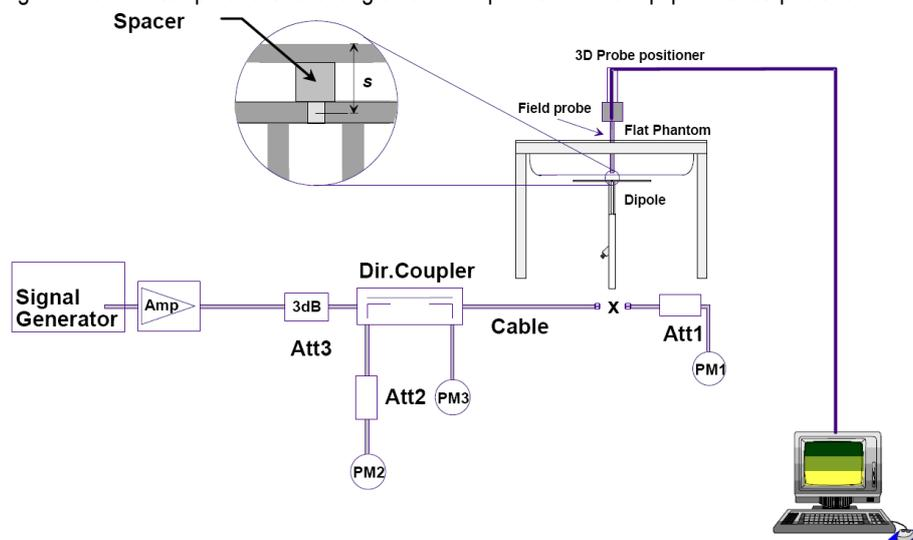 Spacer
s
3D Probe positioner
Field probe
Flat Phantom
Dipole
Dir.Coupler
Signal
Generator
Amp
3dB
Cable
X
Att1
Att3
PM1
Att2
PM3
PM2